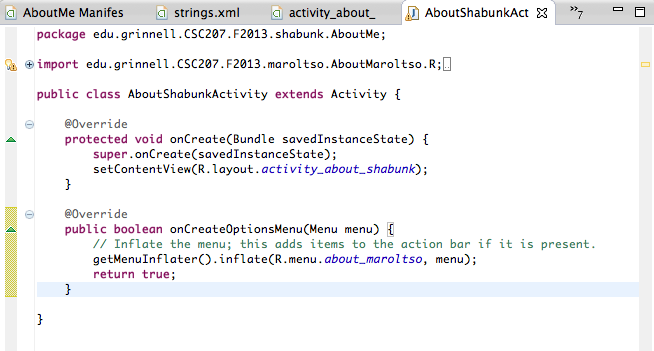 AboutMe Manifes strings.xml activity_about_ AboutShabunkAct »7
package edu.grinnell.CSC207.F2013.shabunk.AboutMe;
import edu.grinnell.CSC207.F2013.maroltso.AboutMaroltso.R;
public class AboutShabunkActivity extends Activity {
@Override
protected void onCreate(Bundle savedInstanceState) {
super.onCreate(savedInstanceState);
setContentView(R.layout.activity_about_shabunk);
}
@Override
public boolean onCreateOptionsMenu(Menu menu) {
// Inflate the menu; this adds items to the action bar if it is present.
getMenuInflater().inflate(R.menu.about_maroltso, menu);
return true;
}
}